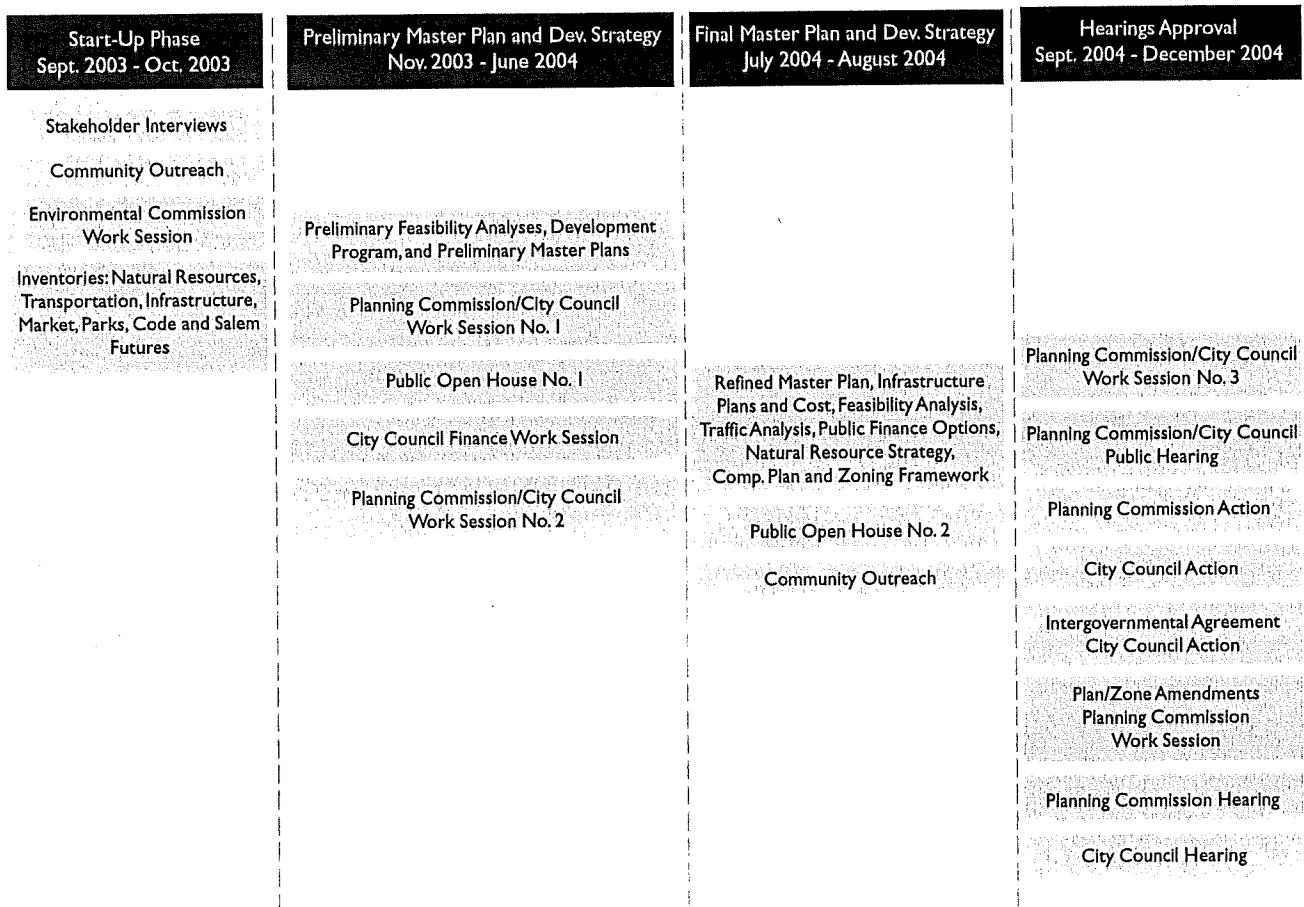 Start-Up Phase
Sept. 2003 - Oct. 2003
Stakeholder Interviews
Community Outreach
Environmental Commission
Work Session
Inventories: Natural Resources,
Transportation, Infrastructure,
Market, Parks, Code and Salem
Futures
Preliminary Master Plan and Dev. Strategy
Nov. 2003 - June 2004
Preliminary Feasibility Analyses, Development
Program, and Preliminary Master Plans
Planning Commission/City Council
Work Session No. 1
Public Open House No. 1
City Council Finance Work Session
Planning Commission/City Council
Work Session No. 2
Final Master Plan and Dev. Strategy
July 2004 - August 2004
Refined Master Plan, Infrastructure
Plans and Cost, Feasibility Analysis,
Traffic Analysis, Public Finance Options,
Natural Resource Strategy,
Comp. Plan and Zoning Framework
Public Open House No. 2
Community Outreach
Hearings Approval
Sept. 2004 - December 2004
Planning Commission/City Council
Work Session No. 3
Planning Commission/City Council
Public Hearing
Planning Commission Action
City Council Action
Intergovernmental Agreement
City Council Action
Plan/Zone Amendments
Planning Commission
Work Session
Planning Commission Hearing
City Council Hearing